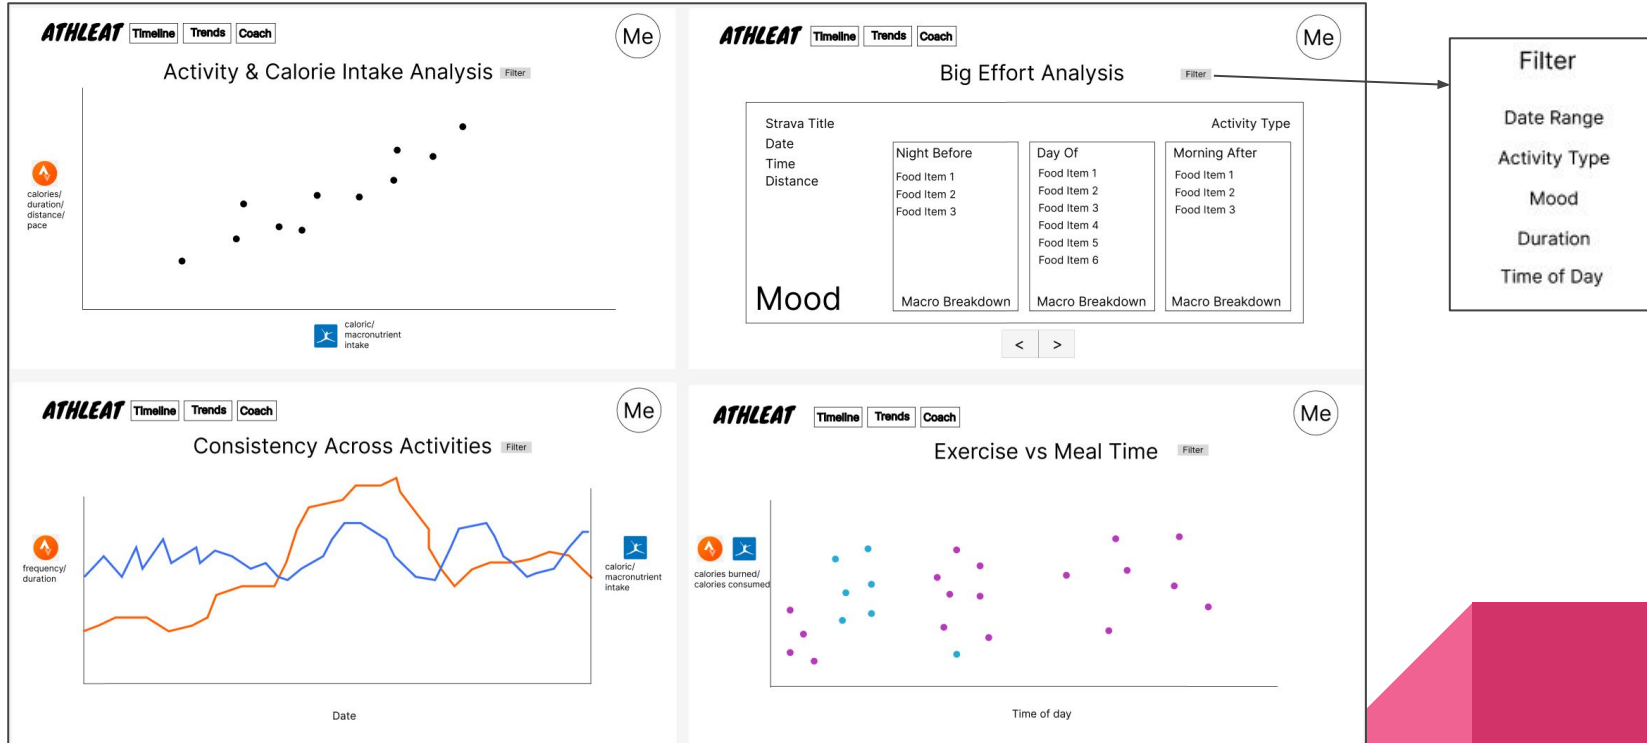 ATHLEAT Timeline Trends Coach Me
Activity & Calorie Intake Analysis Filter
calories/
duration/
distance/
pace
caloric/
macronutrient
intake
ATHLEAT Timeline Trends Coach Me
Big Effort Analysis Filter
Strava Title
Date
Time
Distance
Mood
Activity Type
Night Before
Food Item 1
Food Item 2
Food Item 3
Macro Breakdown
Day Of
Food Item 1
Food Item 2
Food Item 3
Food Item 4
Food Item 5
Food Item 6
Macro Breakdown
Morning After
Food Item 1
Food Item 2
Food Item 3
Macro Breakdown
< >
Filter
Date Range
Activity Type
Mood
Duration
Time of Day
ATHLEAT Timeline Trends Coach Me
Consistency Across Activities Filter
frequency/
duration
caloric/
macronutrient
intake
Date
ATHLEAT Timeline Trends Coach Me
Exercise vs Meal Time Filter
calories burned/
calories consumed
Time of day